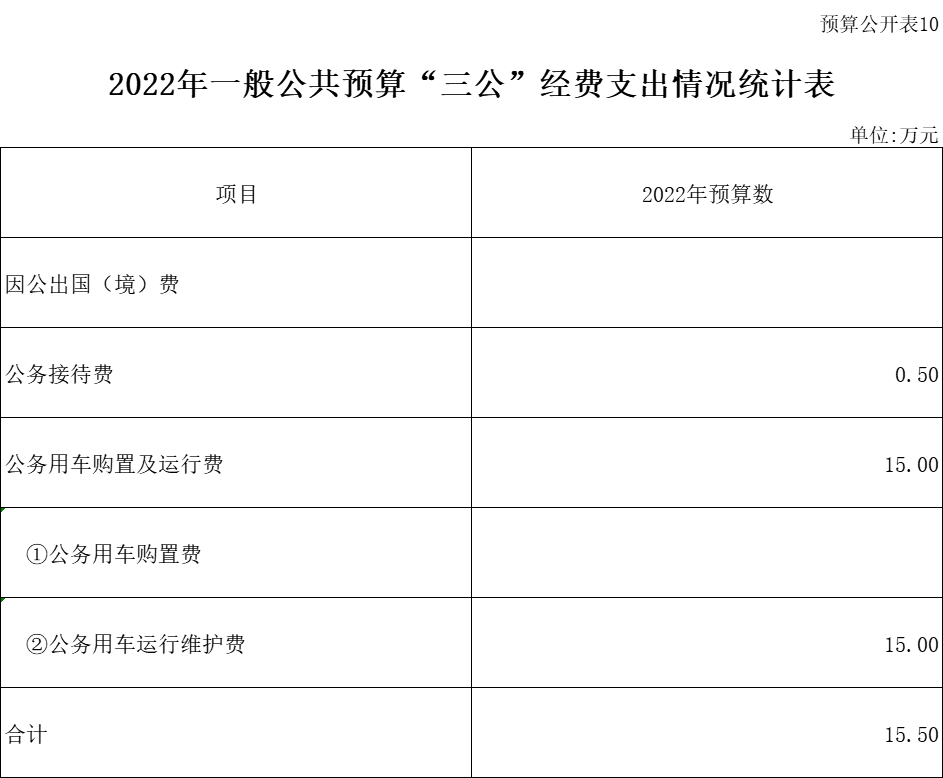 预算公开表10
2022年一般公共预算“三公”经费支出情况统计表
单位:万元
项目 2022年预算数
因公出国（境）费
公务接待费 0.50
公务用车购置及运行费 15.00
①公务用车购置费
②公务用车运行维护费 15.00
合计 15.50